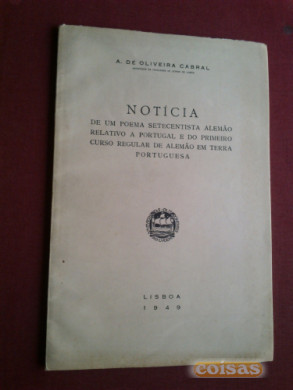 A. DE OLIVEIRA CABRAL
NOTÍCIA
DE UM POEMA SETECENTISTA ALEMÃO
RELATIVO A PORTUGAL E DO PRIMEIRO
CURSO REGULAR DE ALEMÃO EM TERRA
PORTUGUESA
LISBOA
1949
coisas